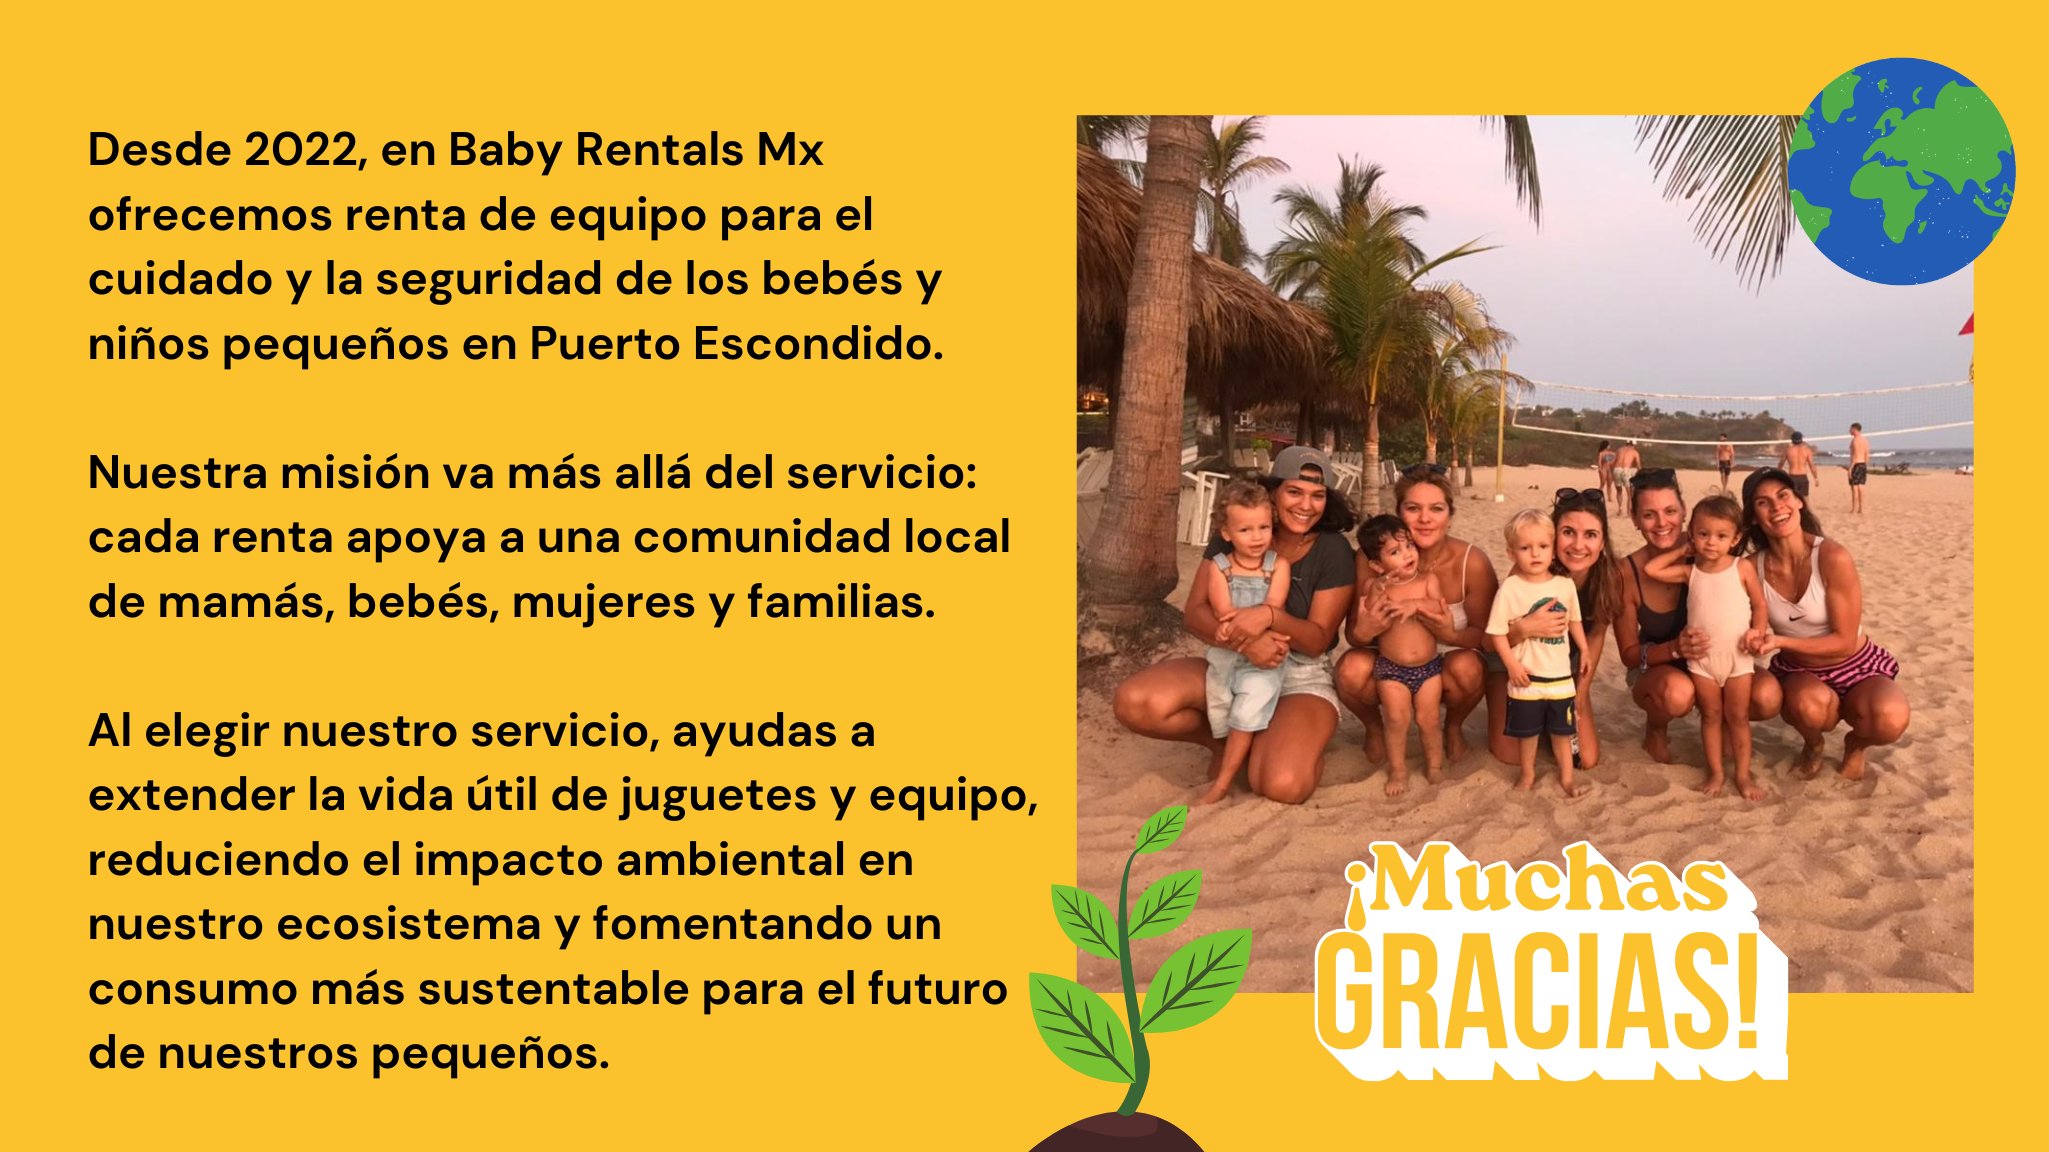 Desde 2022, en Baby Rentals Mx
ofrecemos renta de equipo para el
cuidado y la seguridad de los bebés y
niños pequeños en Puerto Escondido.
Nuestra misión va más allá del servicio:
cada renta apoya a una comunidad local
de mamás, bebés, mujeres y familias.
Al elegir nuestro servicio, ayudas a
extender la vida útil de juguetes y equipo,
reduciendo el impacto ambiental en
nuestro ecosistema y fomentando un
consumo más sustentable para el futuro
de nuestros pequeños.
¡Muchas
GRACIAS!